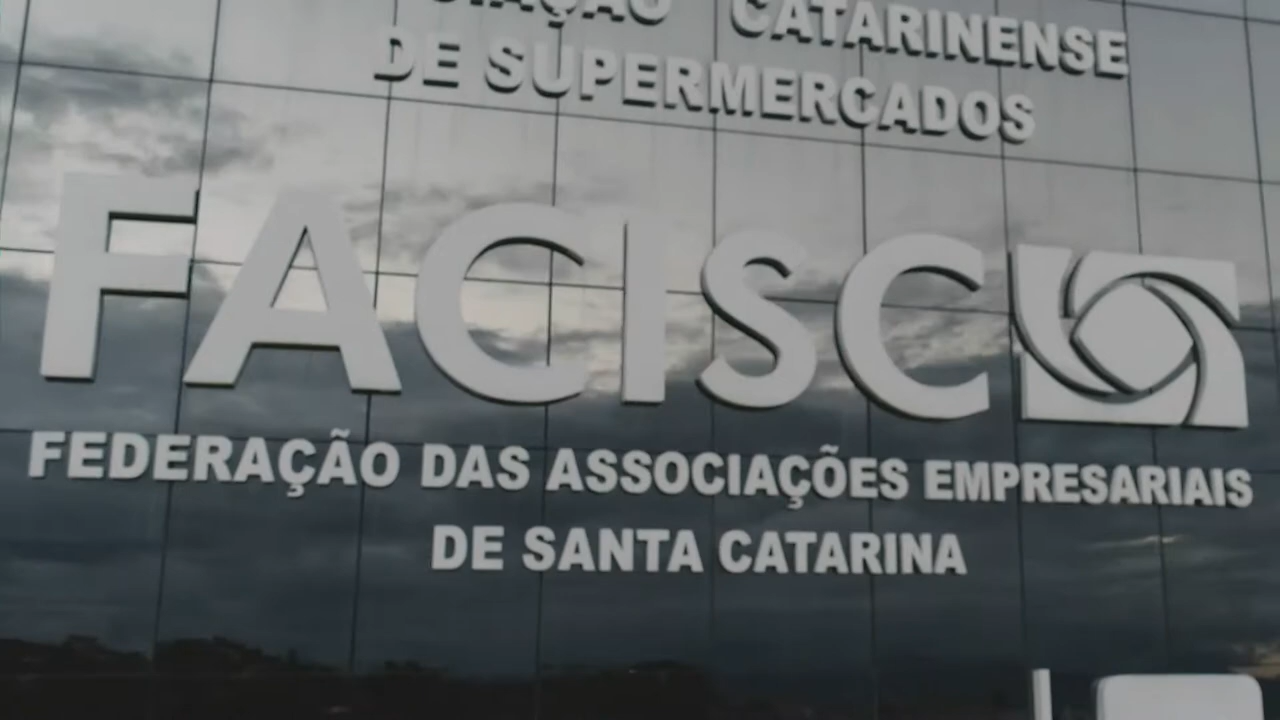 CATARINENSE
DE SUPERMERCADOS
FACISC
FEDERAÇÃO DAS ASSOCIAÇÕES EMPRESARIAIS
DE SANTA CATARINA